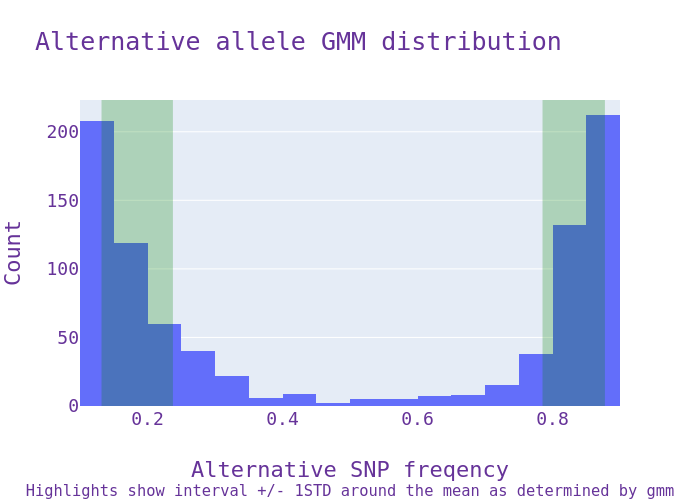 Alternative allele GMM distribution
200
150
100
50
0
Count
0.2 0.4 0.6 0.8
Alternative SNP freqency
Highlights show interval +/- 1STD around the mean as determined by gmm